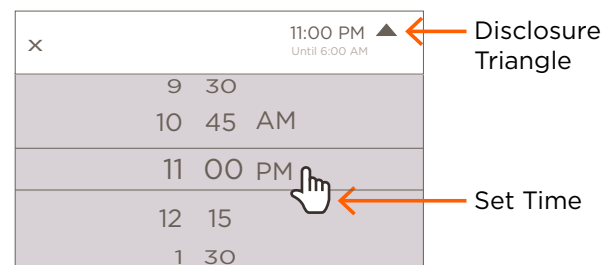 x
11:00 PM
Until 6:00 AM
Disclosure
Triangle
9 30
10 45 AM
11 00 PM
Set Time
12 15
1 30